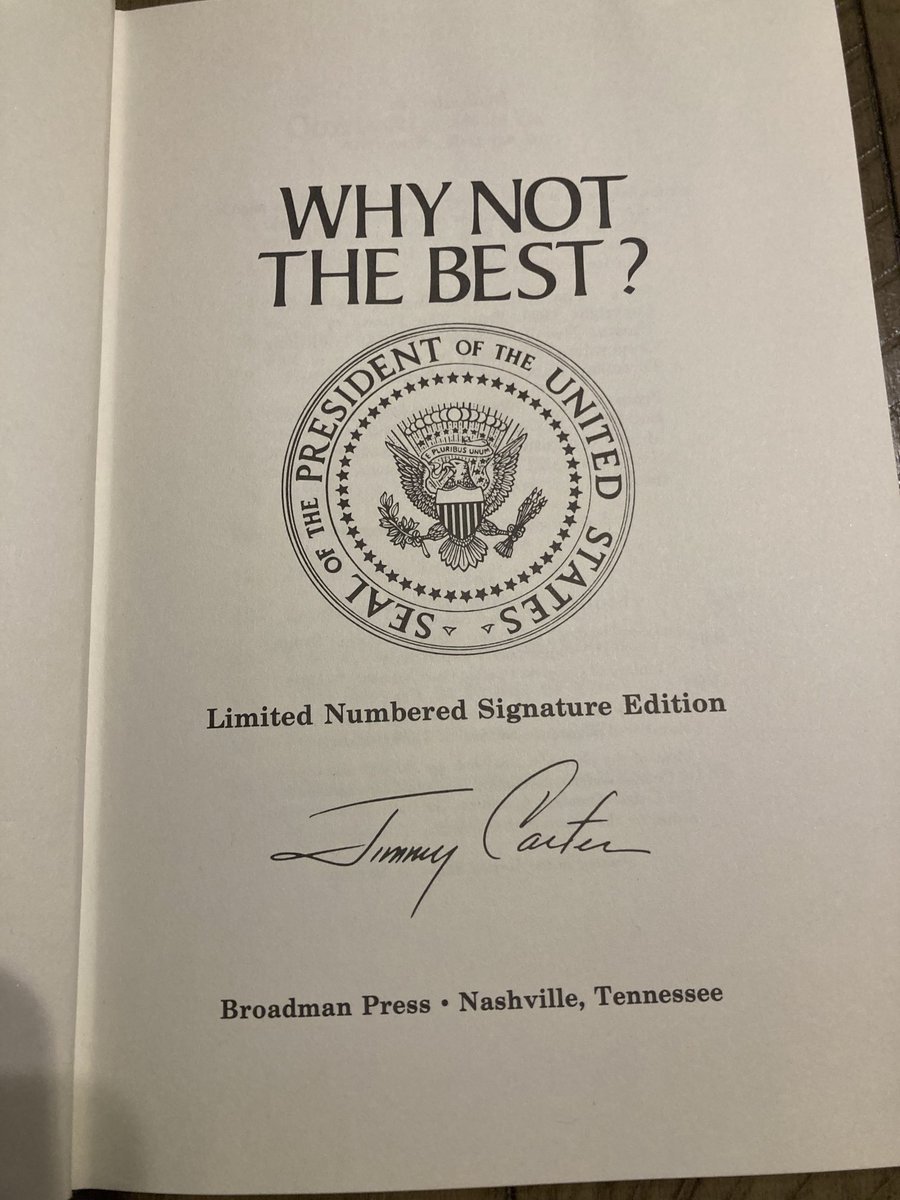 WHY NOT
THE BEST?
SEAL OF THE PRESIDENT OF THE UNITED STATES
E PLURIBUS UNUM
Limited Numbered Signature Edition
Jimmy Carter
Broadman Press • Nashville, Tennessee